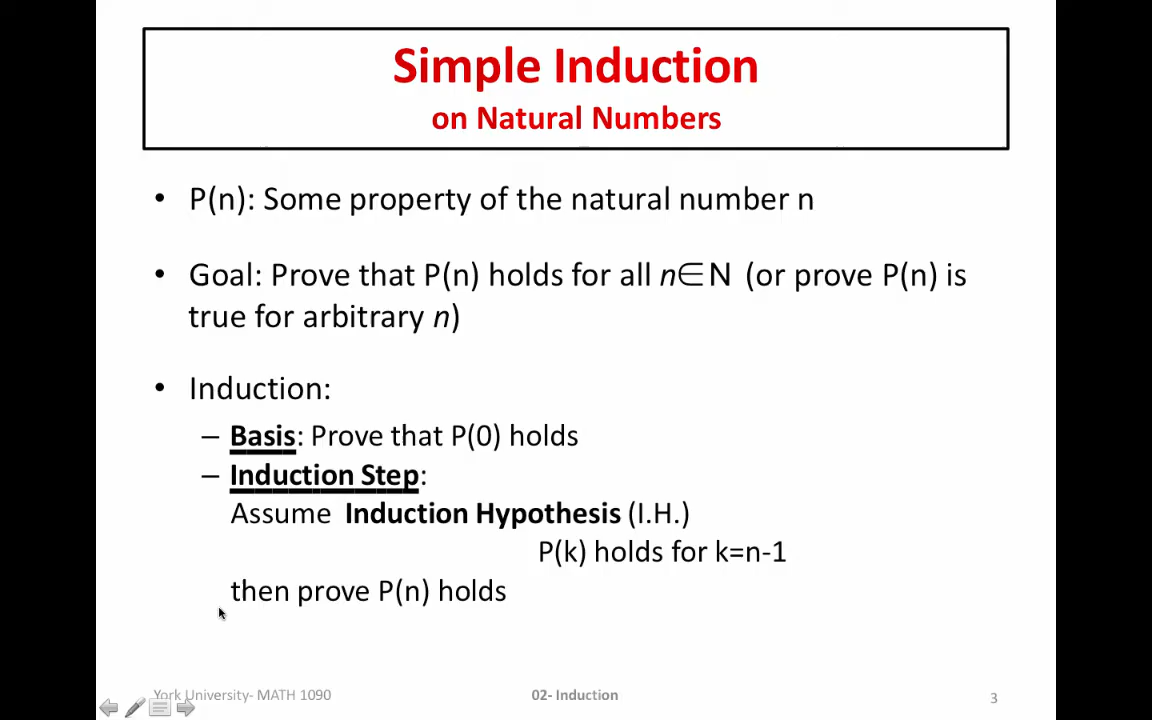 Simple Induction
on Natural Numbers
• P(n): Some property of the natural number n
• Goal: Prove that P(n) holds for all n∈N (or prove P(n) is
true for arbitrary n)
• Induction:
– Basis: Prove that P(0) holds
– Induction Step:
Assume Induction Hypothesis (I.H.)
P(k) holds for k=n-1
then prove P(n) holds
York University- MATH 1090
02- Induction
3